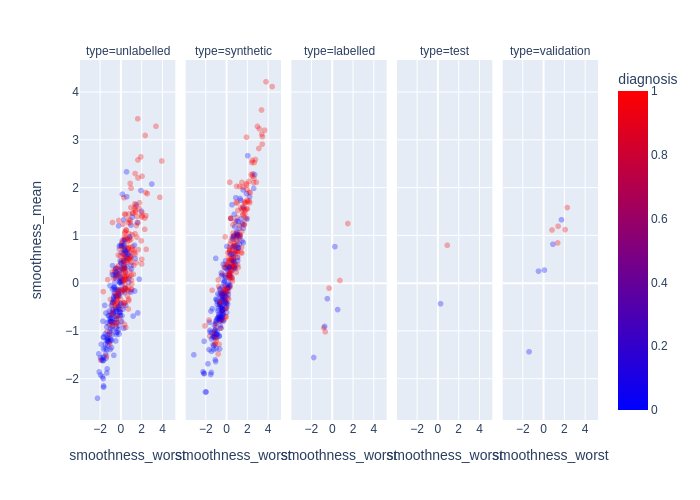 type=unlabelled type=synthetic type=labelled type=test type=validation
diagnosis
smoothness_mean
4
3
2
1
0
−1
−2
1
0.8
0.6
0.4
0.2
0
−2 0 2 4 −2 0 2 4 −2 0 2 4 −2 0 2 4 −2 0 2 4
smoothness_worst smoothness_worst smoothness_worst smoothness_worst smoothness_worst